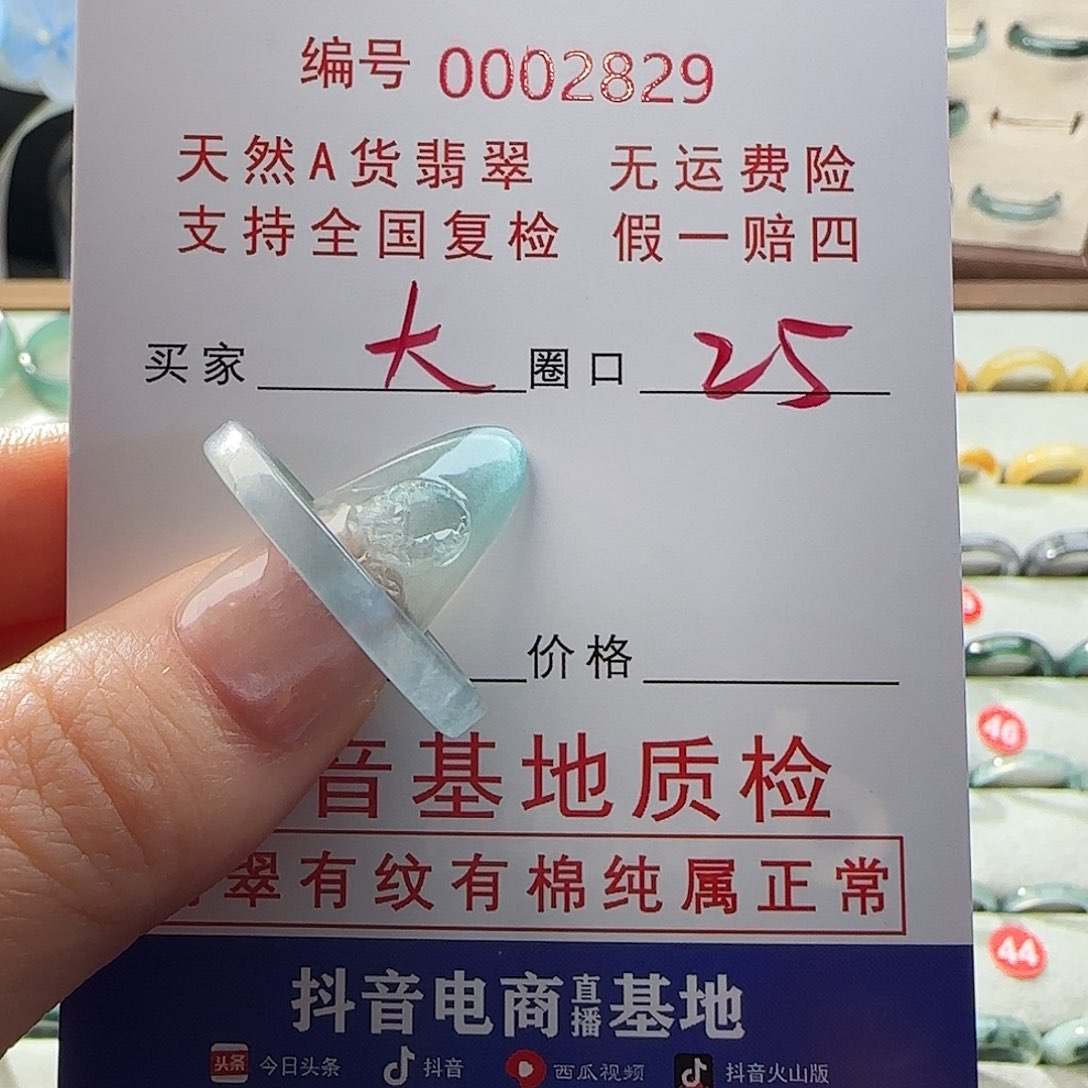 编号 0002829
天然A货翡翠 无运费险
支持全国复检 假一赔四
买家 大 圈口 25
价格
音基地质检
翠有纹有棉纯属正常
抖音电商直播基地
头条 今日头条 抖音 西瓜视频 抖音火山版
46
44